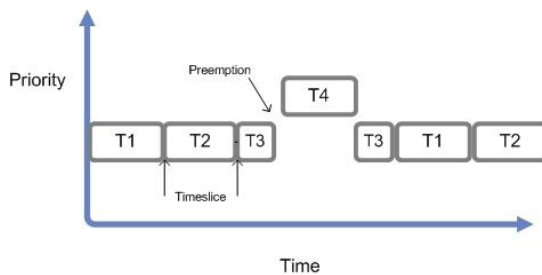 Preemption
Priority
T4
T1 T2 T3 T3 T1 T2
Timeslice
Time